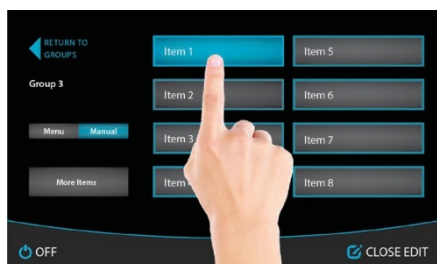 RETURN TO
GROUPS
Group 3
Menu Manual
More Items
Item 1
Item 2
Item 3
Item
Item 5
Item 6
Item 7
Item 8
OFF
CLOSE EDIT